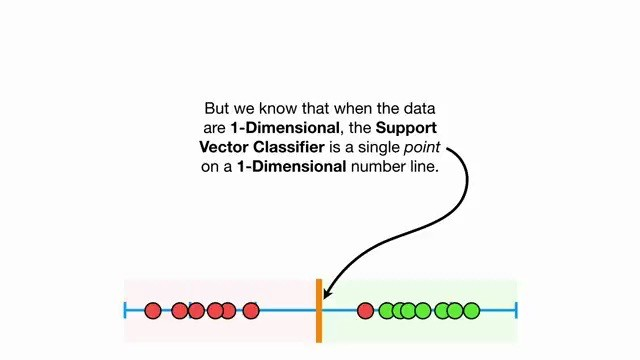 But we know that when the data
are 1-Dimensional, the Support
Vector Classifier is a single point
on a 1-Dimensional number line.